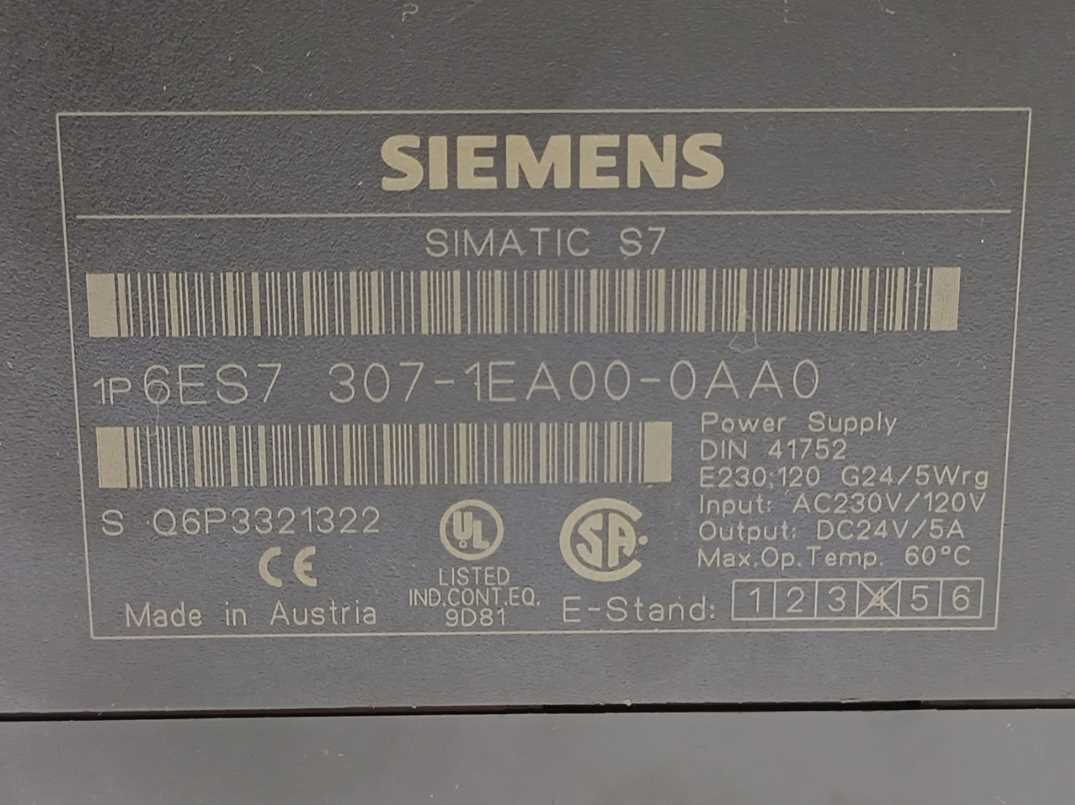 SIEMENS
SIMATIC S7
1P 6ES7 307-1EA00-0AA0
Power Supply
DIN 41752
E230;120 G24/5Wrg
Input: AC230V/120V
Output: DC24V/5A
Max.Op.Temp. 60°C
S Q6P3321322
CE
Made in Austria
UL
LISTED
IND.CONT.EQ.
9D81
SA
E-Stand: 1 2 3 4 5 6